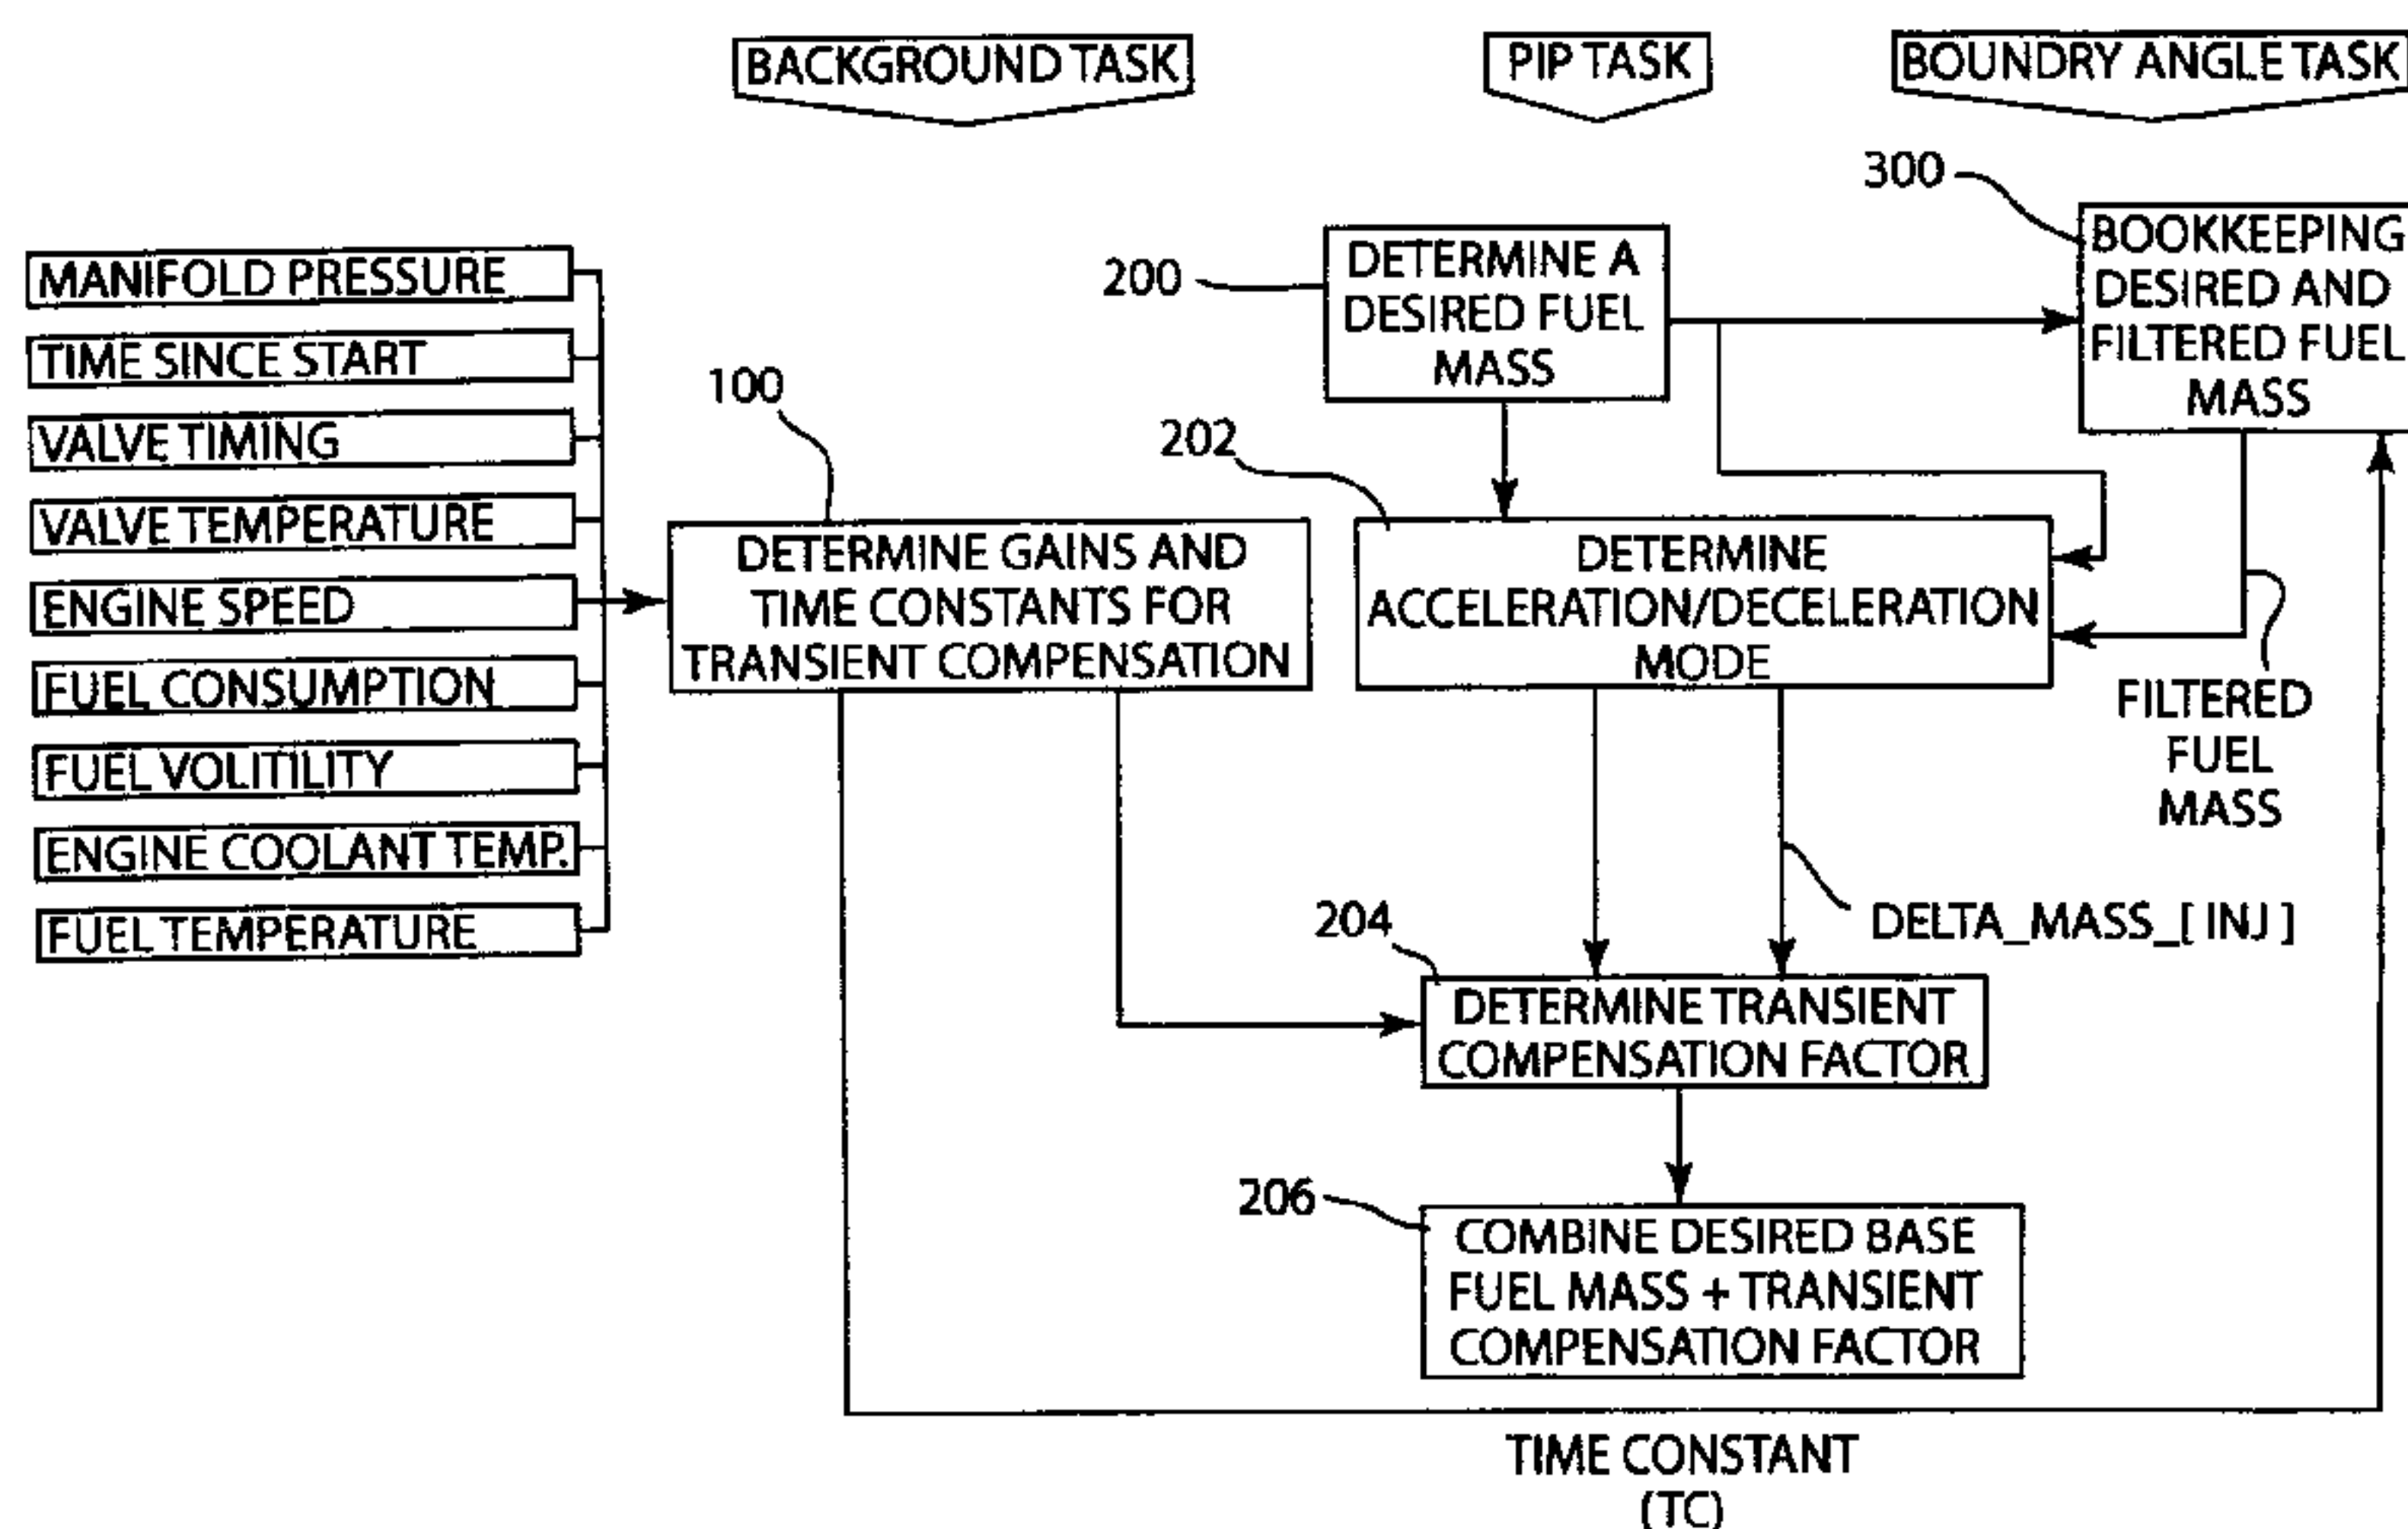 BACKGROUND TASK
PIP TASK
BOUNDRY ANGLE TASK
300
200
DETERMINE A
DESIRED FUEL
MASS
BOOKKEEPING
DESIRED AND
FILTERED FUEL
MASS
MANIFOLD PRESSURE
TIME SINCE START
VALVE TIMING
VALVE TEMPERATURE
ENGINE SPEED
FUEL CONSUMPTION
FUEL VOLITILITY
ENGINE COOLANT TEMP.
FUEL TEMPERATURE
100
DETERMINE GAINS AND
TIME CONSTANTS FOR
TRANSIENT COMPENSATION
202
DETERMINE
ACCELERATION/DECELERATION
MODE
FILTERED
FUEL
MASS
DELTA_MASS_[ INJ ]
204
DETERMINE TRANSIENT
COMPENSATION FACTOR
206
COMBINE DESIRED BASE
FUEL MASS + TRANSIENT
COMPENSATION FACTOR
TIME CONSTANT
(TC)